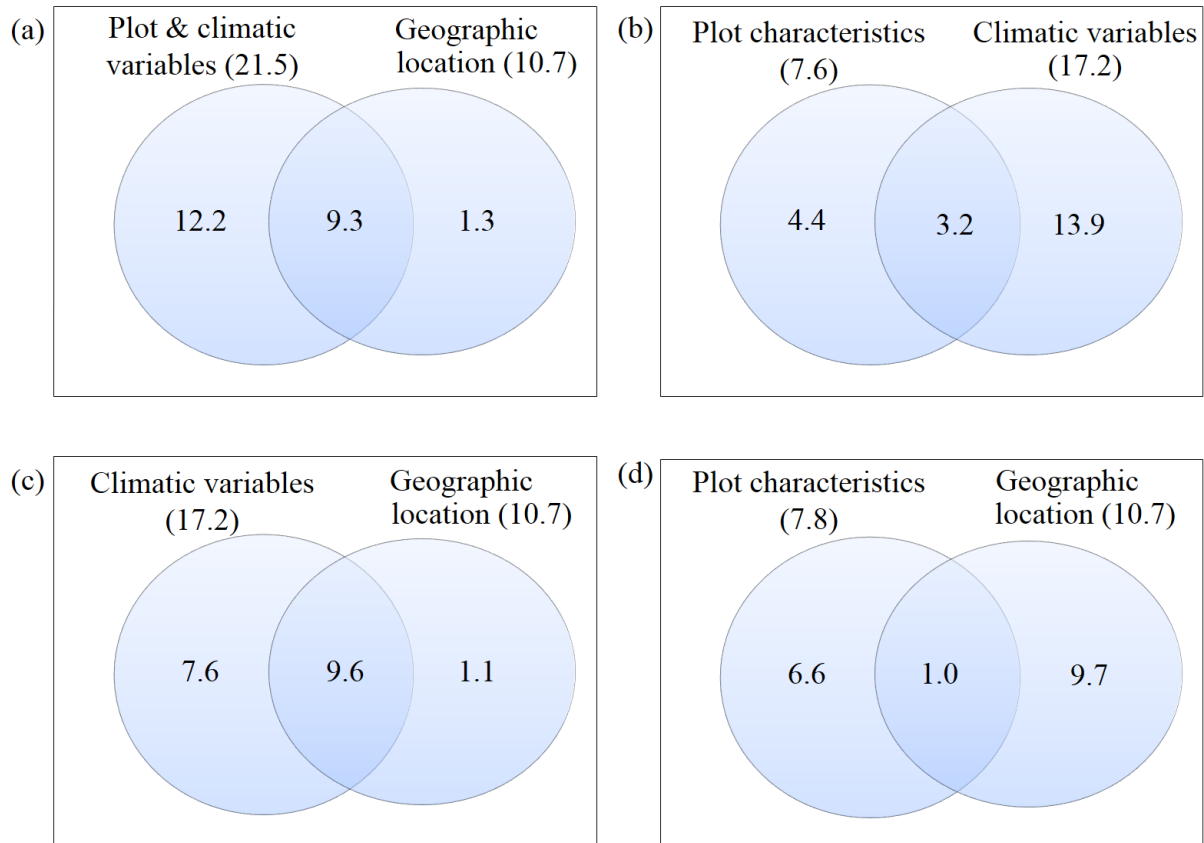 (a)
Plot & climatic
variables (21.5)
Geographic
location (10.7)
12.2
9.3
1.3
(b)
Plot characteristics
(7.6)
Climatic variables
(17.2)
4.4
3.2
13.9
(c)
Climatic variables
(17.2)
Geographic
location (10.7)
7.6
9.6
1.1
(d)
Plot characteristics
(7.8)
Geographic
location (10.7)
6.6
1.0
9.7